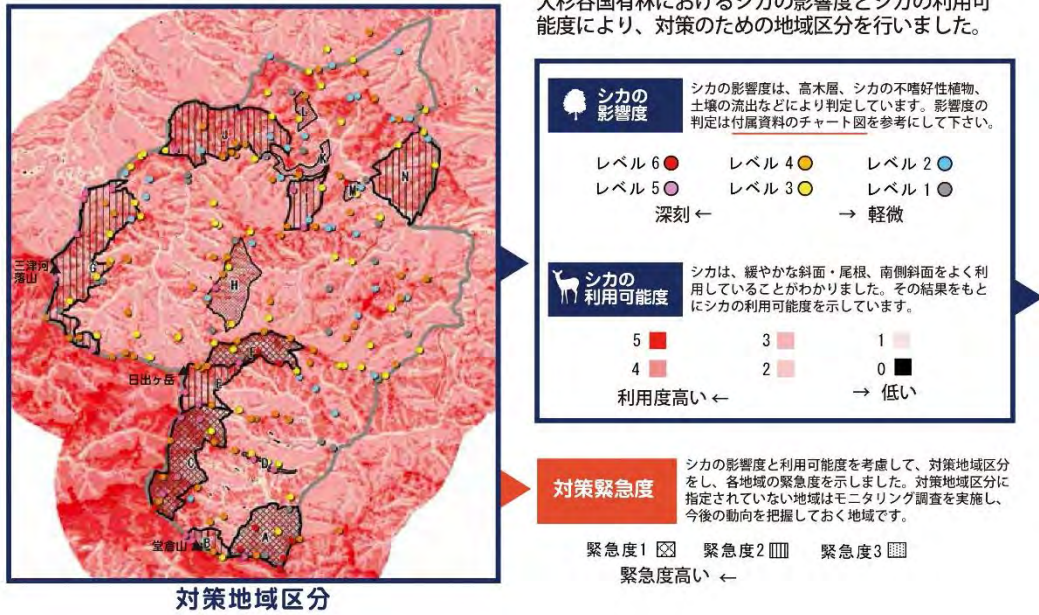 大杉谷国有林におけるシカの影響度とシカの利用可
能度により、対策のための地域区分を行いました。
シカの
影響度
シカの影響度は、高木層、シカの不嗜好性植物、
土壌の流出などにより判定しています。影響度の
判定は付属資料のチャート図を参考にして下さい。
レベル 6 レベル 4 レベル 2
レベル 5 レベル 3 レベル 1
深刻 ← → 軽微
シカの
利用可能度
シカは、緩やかな斜面・尾根、南側斜面をよく利
用していることがわかりました。その結果をもと
にシカの利用可能度を示しています。
5 3 1
4 2 0
利用度高い ← → 低い
対策緊急度
シカの影響度と利用可能度を考慮して、対策地域区分
をし、各地域の緊急度を示しました。対策地域区分に
指定されていない地域はモニタリング調査を実施し、
今後の動向を把握しておく地域です。
緊急度1 緊急度2 緊急度3
緊急度高い ←
J
K
M
N
三津河
落山
G
H
日出ヶ岳
E
C
D
堂倉山
B
A
対策地域区分